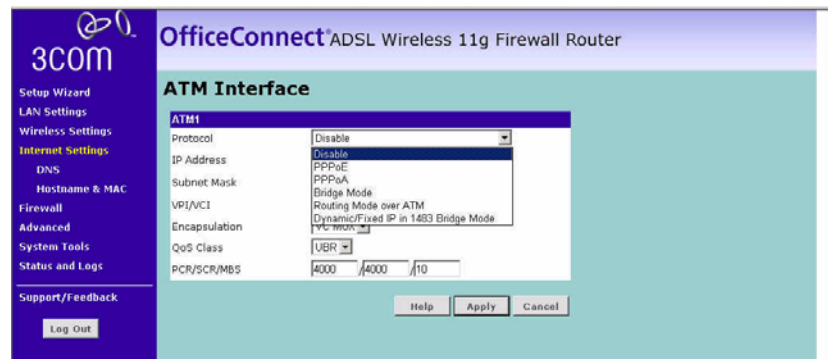 3COM
OfficeConnect ADSL Wireless 11g Firewall Router
Setup Wizard
LAN Settings
Wireless Settings
Internet Settings
DNS
Hostname & MAC
Firewall
Advanced
System Tools
Status and Logs
Support/Feedback
Log Out
ATM Interface
ATM1
Protocol Disable
IP Address
Subnet Mask
VPI/VCI
Disable
PPPoE
PPPoA
Bridge Mode
Routing Mode over ATM
Dynamic/Fixed IP in 1483 Bridge Mode
Encapsulation VC MUX
QoS Class UBR
PCR/SCR/MBS 4000 /4000 /10
Help Apply Cancel